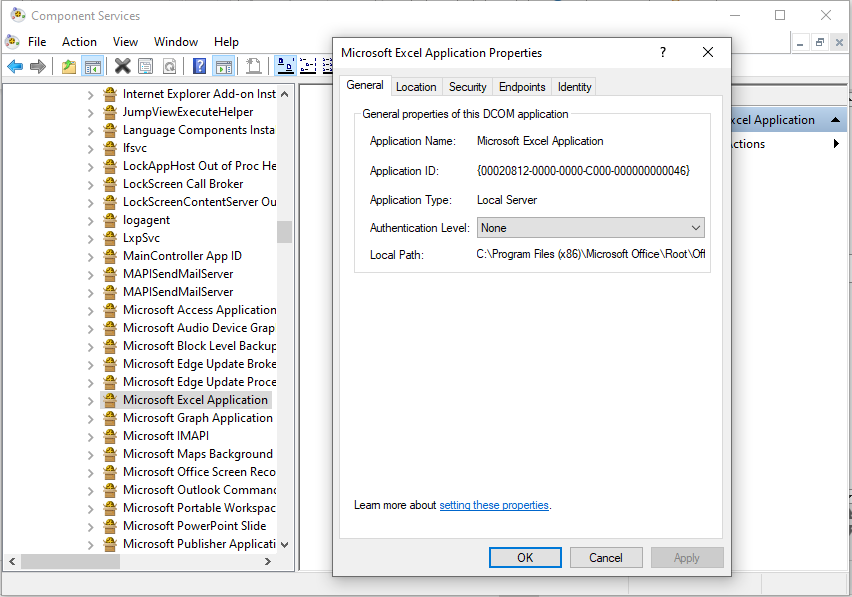 Component Services
File Action View Window Help
Internet Explorer Add-on Inst
JumpViewExecuteHelper
Language Components Insta
lfsvc
LockAppHost Out of Proc He
LockScreen Call Broker
LockScreenContentServer Ou
logagent
LxpSvc
MainController App ID
MAPISendMailServer
MAPISendMailServer
Microsoft Access Application
Microsoft Audio Device Grap
Microsoft Block Level Backup
Microsoft Edge Update Broke
Microsoft Edge Update Proce
Microsoft Excel Application
Microsoft Graph Application
Microsoft IMAPI
Microsoft Maps Background
Microsoft Office Screen Reco
Microsoft Outlook Comman
Microsoft Portable Workspac
Microsoft PowerPoint Slide
Microsoft Publisher Applicati
Microsoft Excel Application Properties
General Location Security Endpoints Identity
General properties of this DCOM application
Application Name: Microsoft Excel Application
Application ID: {00020812-0000-0000-C000-000000000046}
Application Type: Local Server
Authentication Level: None
Local Path: C:\Program Files (x86)\Microsoft Office\Root\Off
Learn more about setting these properties.
OK Cancel Apply
xcel Application
ctions